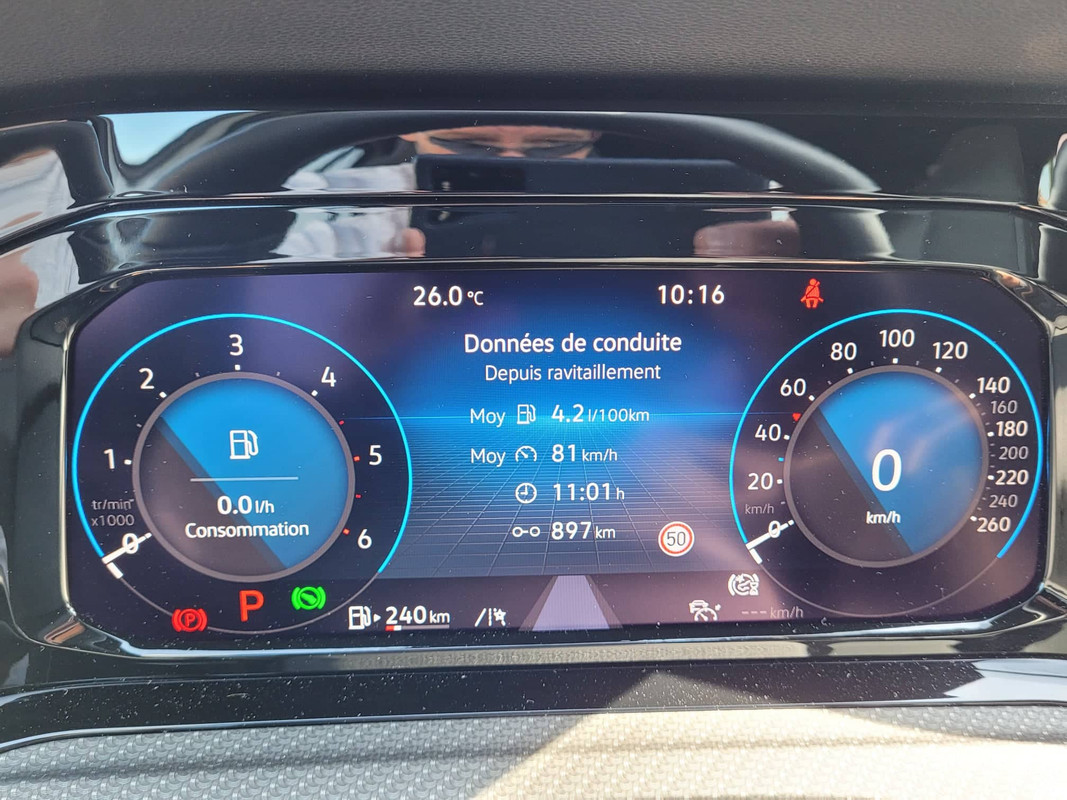 26.0 °C
10:16
Données de conduite
Depuis ravitaillement
Moy 4.2 l/100km
Moy 81 km/h
11:01 h
897 km
50
0
1
2
3
4
5
6
tr/min
x1000
0.0 l/h
Consommation
P
P
240 km
0
20
40
60
80
100
120
140
160
180
200
220
240
260
km/h
0
km/h
--- km/h